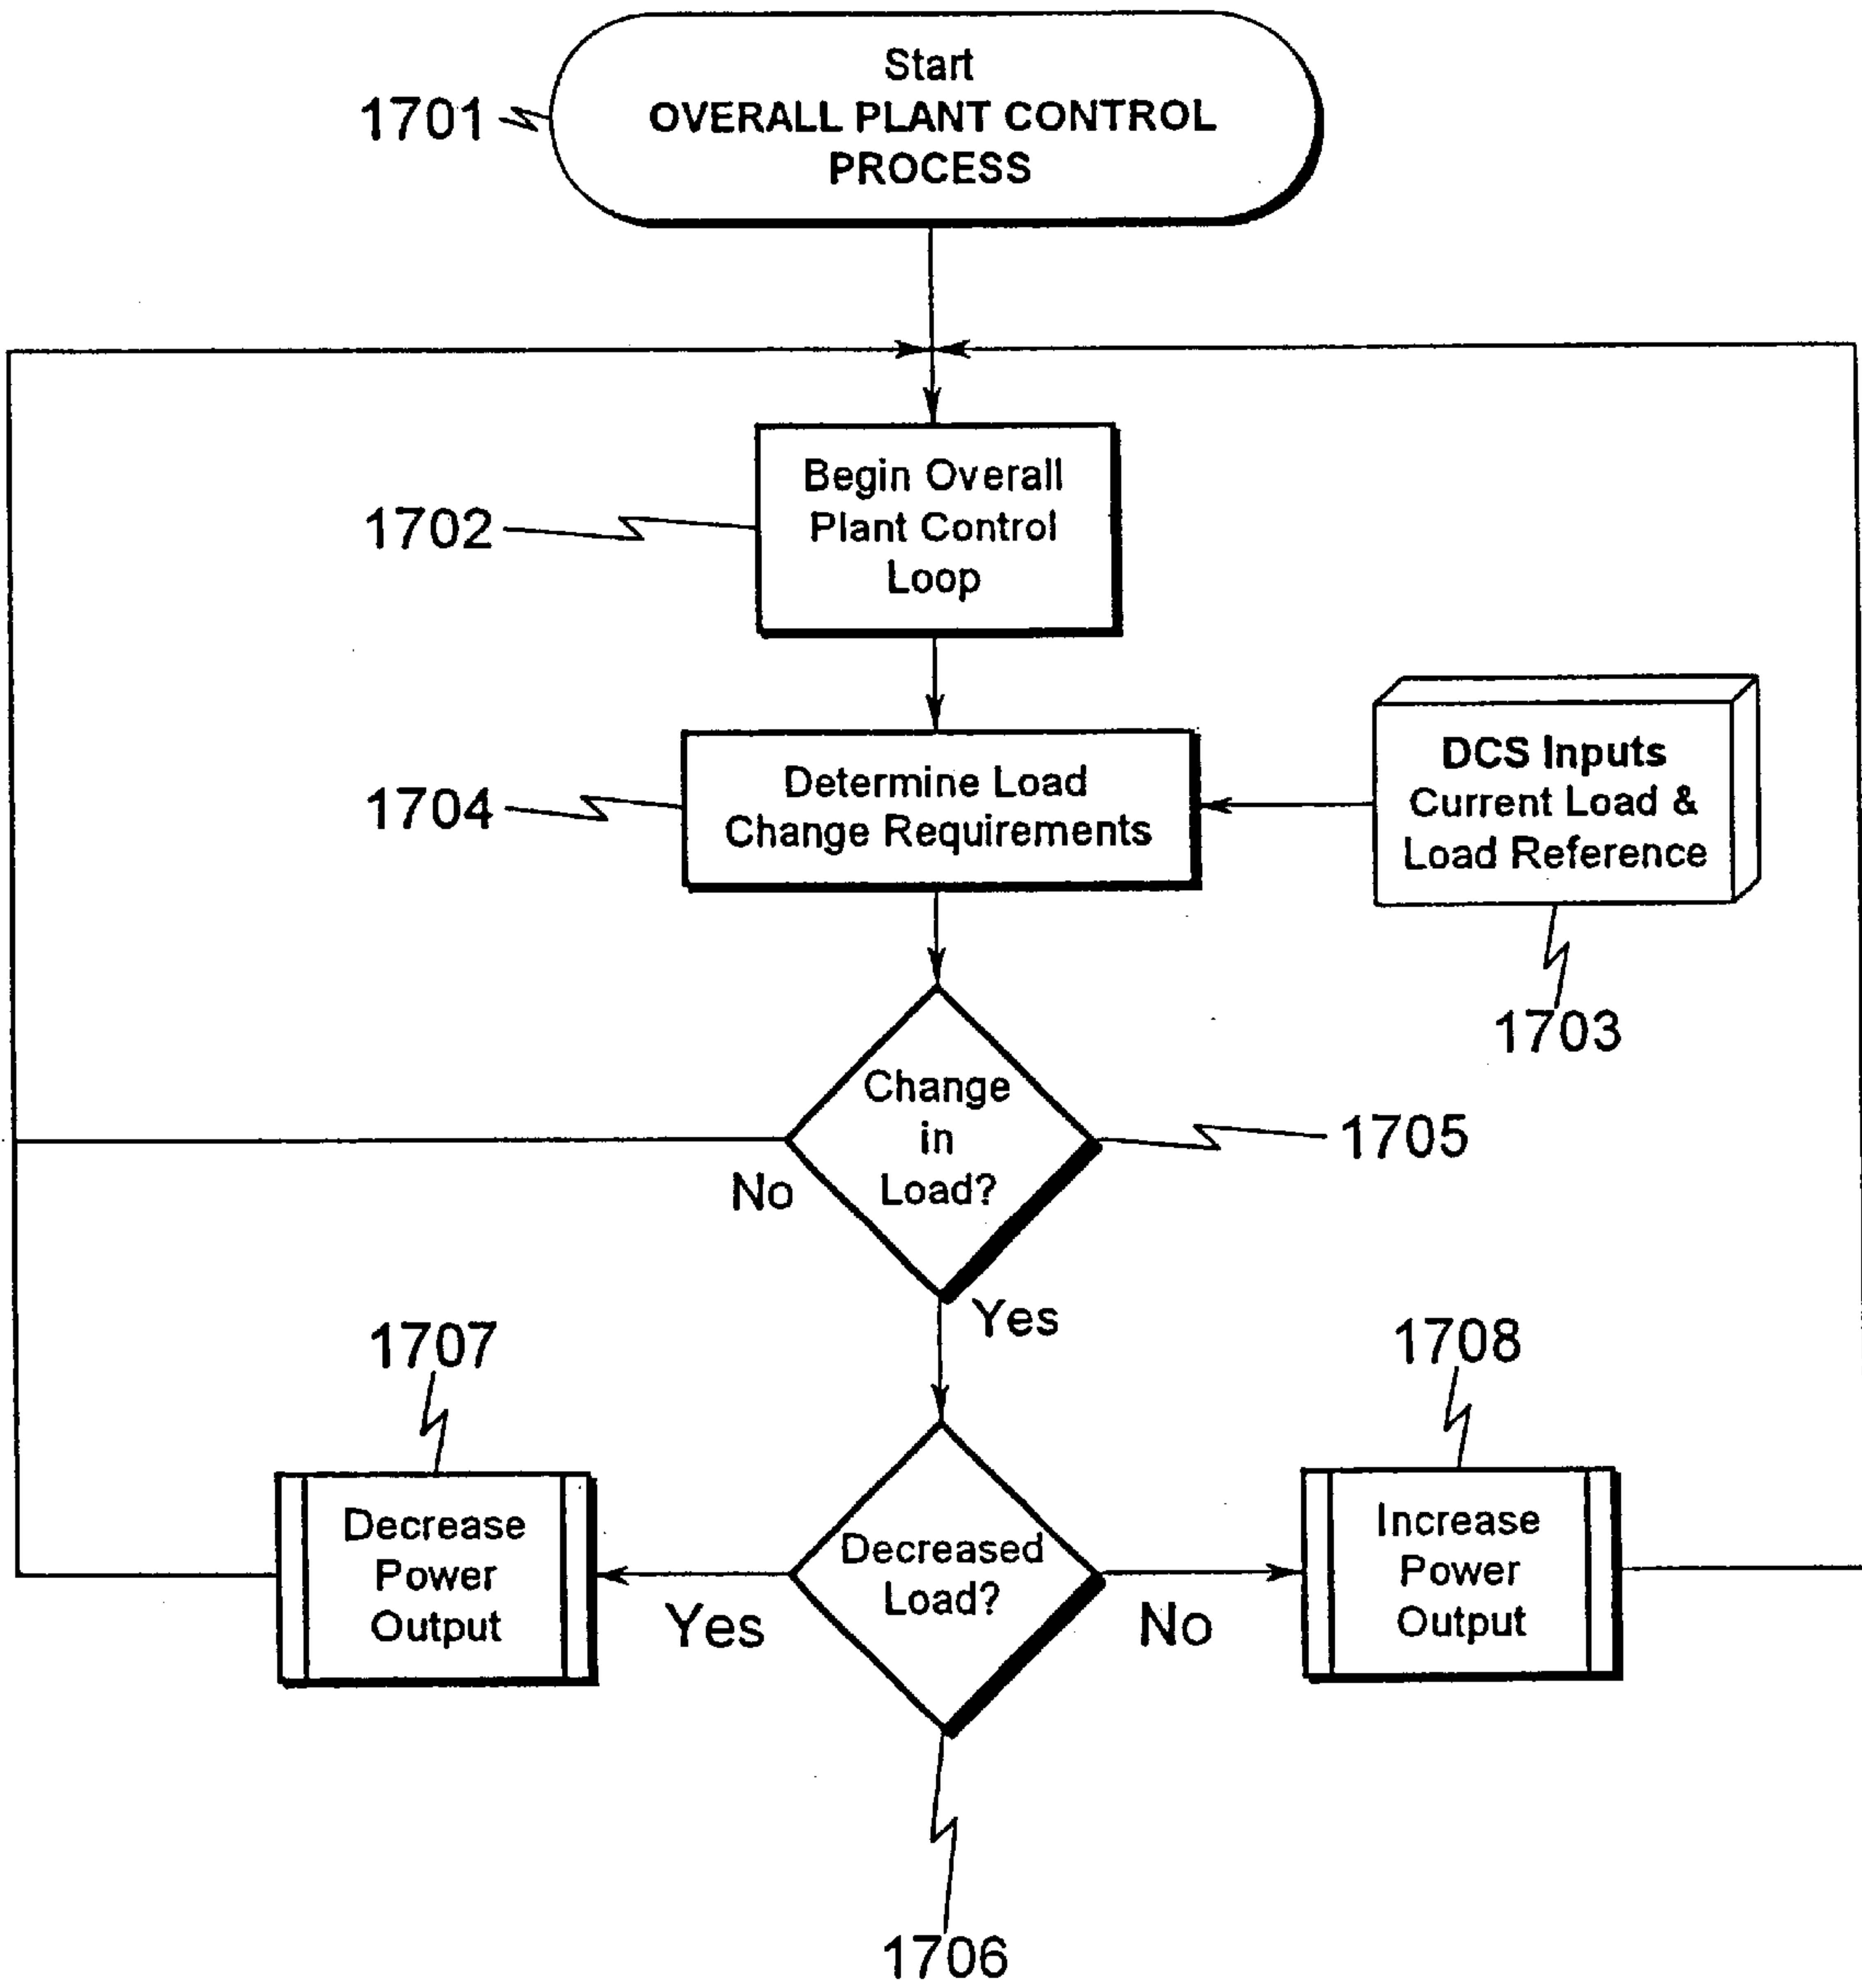 Start
OVERALL PLANT CONTROL
PROCESS
1701
Begin Overall
Plant Control
Loop
1702
Determine Load
Change Requirements
1704
DCS Inputs
Current Load &
Load Reference
1703
Change
in
Load?
1705
No
Yes
1707
1708
Decrease
Power
Output
Decreased
Load?
Increase
Power
Output
Yes
No
1706